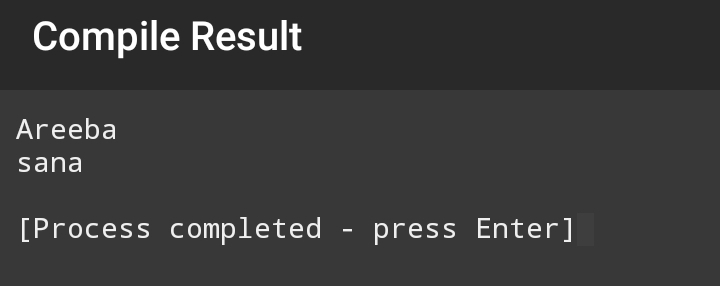 Compile Result
Areeba
sana
[Process completed - press Enter]